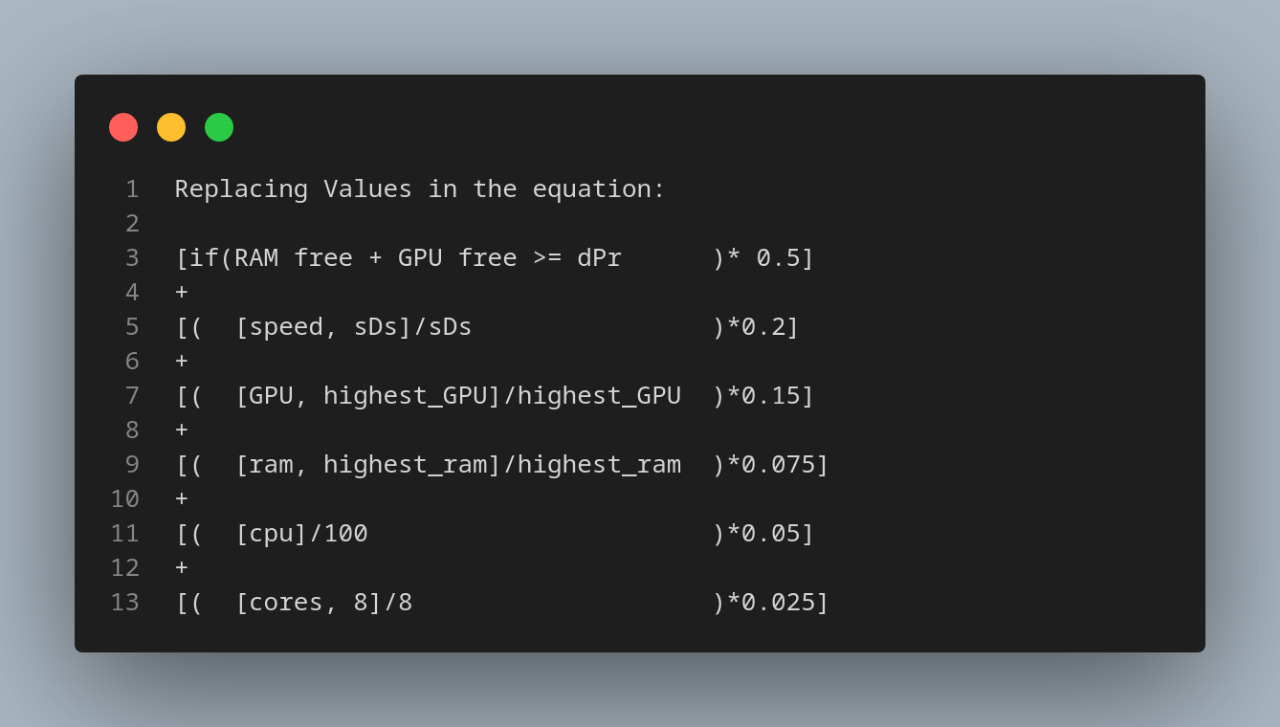 1 Replacing Values in the equation:
2
3 [if(RAM free + GPU free >= dPr      )* 0.5]
4 +
5 [(  [speed, sDs]/sDs                )*0.2]
6 +
7 [(  [GPU, highest_GPU]/highest_GPU  )*0.15]
8 +
9 [(  [ram, highest_ram]/highest_ram  )*0.075]
10 +
11 [(  [cpu]/100                       )*0.05]
12 +
13 [(  [cores, 8]/8                    )*0.025]